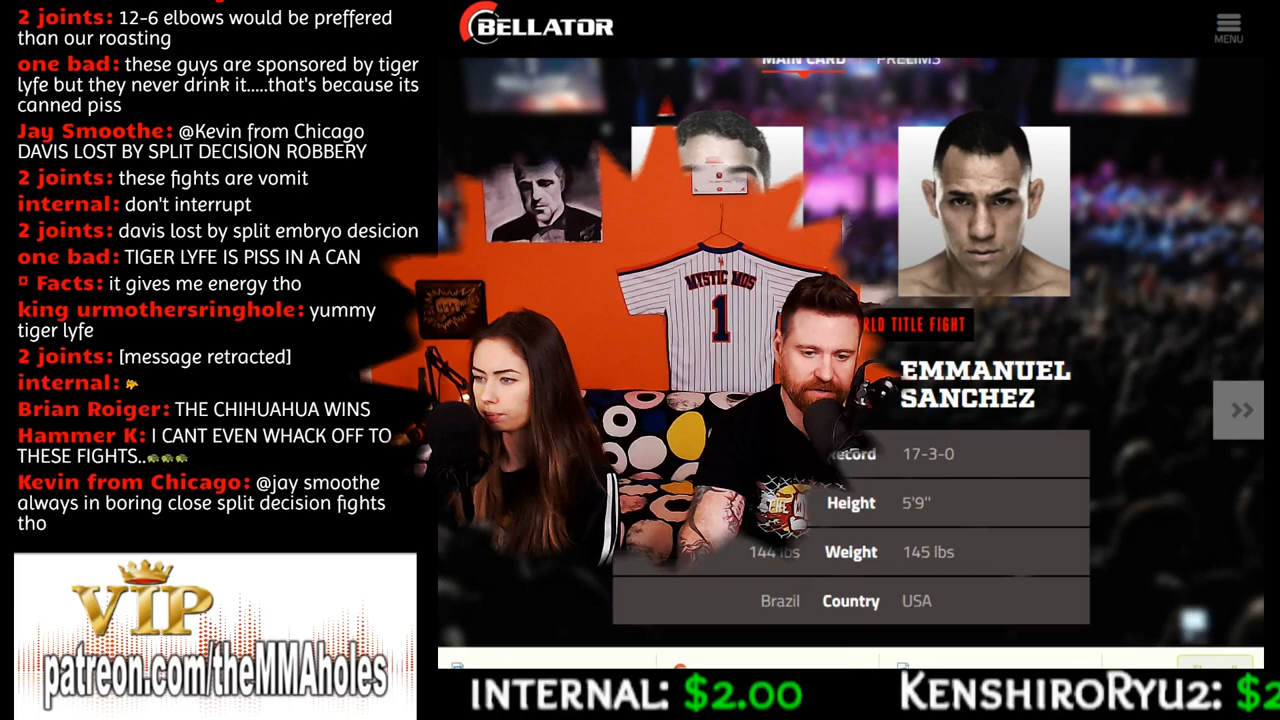 2 joints: 12-6 elbows would be preffered
than our roasting
one bad: these guys are sponsored by tiger
lyfe but they never drink it.....that's because its
canned piss
Jay Smoothe: @Kevin from Chicago
DAVIS LOST BY SPLIT DECISION ROBBERY
2 joints: these fights are vomit
internal: don't interrupt
2 joints: davis lost by split embryo desicion
one bad: TIGER LYFE IS PISS IN A CAN
Facts: it gives me energy tho
king urmothersringhole: yummy
tiger lyfe
2 joints: [message retracted]
internal:
Brian Roiger: THE CHIHUAHUA WINS
Hammer K: I CANT EVEN WHACK OFF TO
THESE FIGHTS..
Kevin from Chicago: @jay smoothe
always in boring close split decision fights
tho
VIP
patreon.com/theMMAholes
BELLATOR
MENU
MAIN CARD PRELIMS
MYSTIC MOS
1
TITLE FIGHT
EMMANUEL
SANCHEZ
Record 17-3-0
Height 5'9"
144 lbs Weight 145 lbs
Brazil Country USA
INTERNAL: $2.00 KENSHIRORYU2: $2